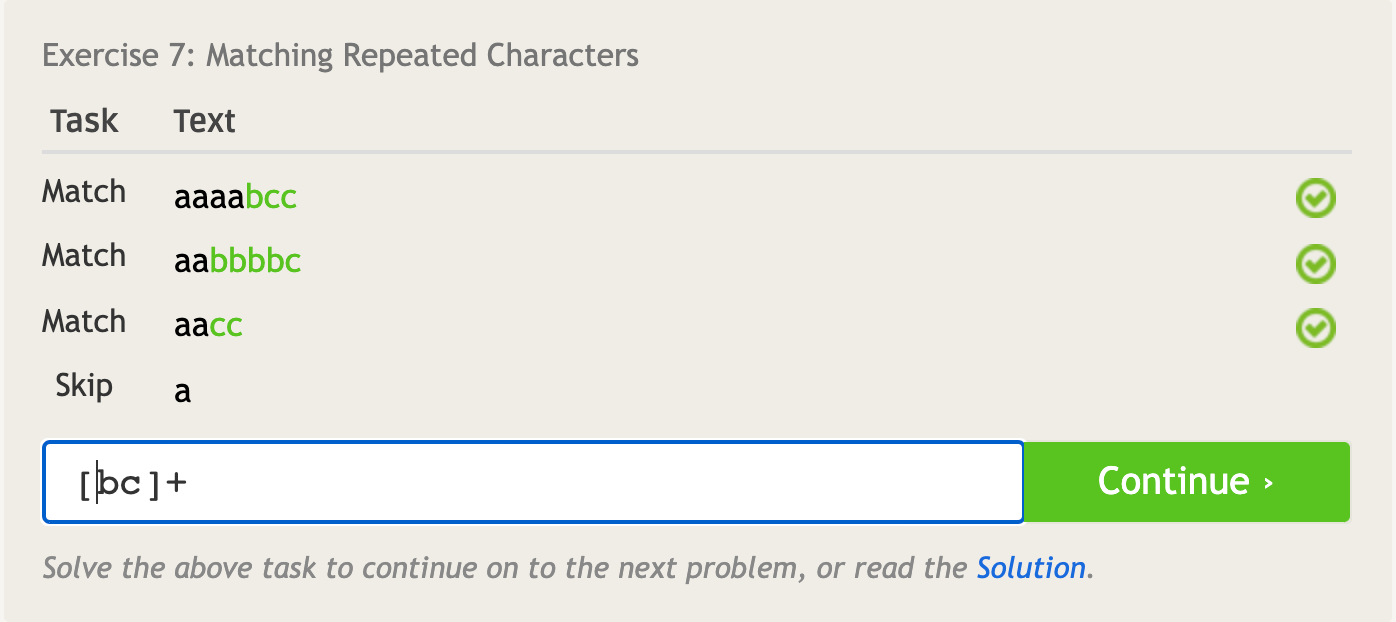 Exercise 7: Matching Repeated Characters
Task Text
Match aaaabcc
Match aabbbbc
Match aacc
Skip a
[bc]+ Continue ›
Solve the above task to continue on to the next problem, or read the Solution.